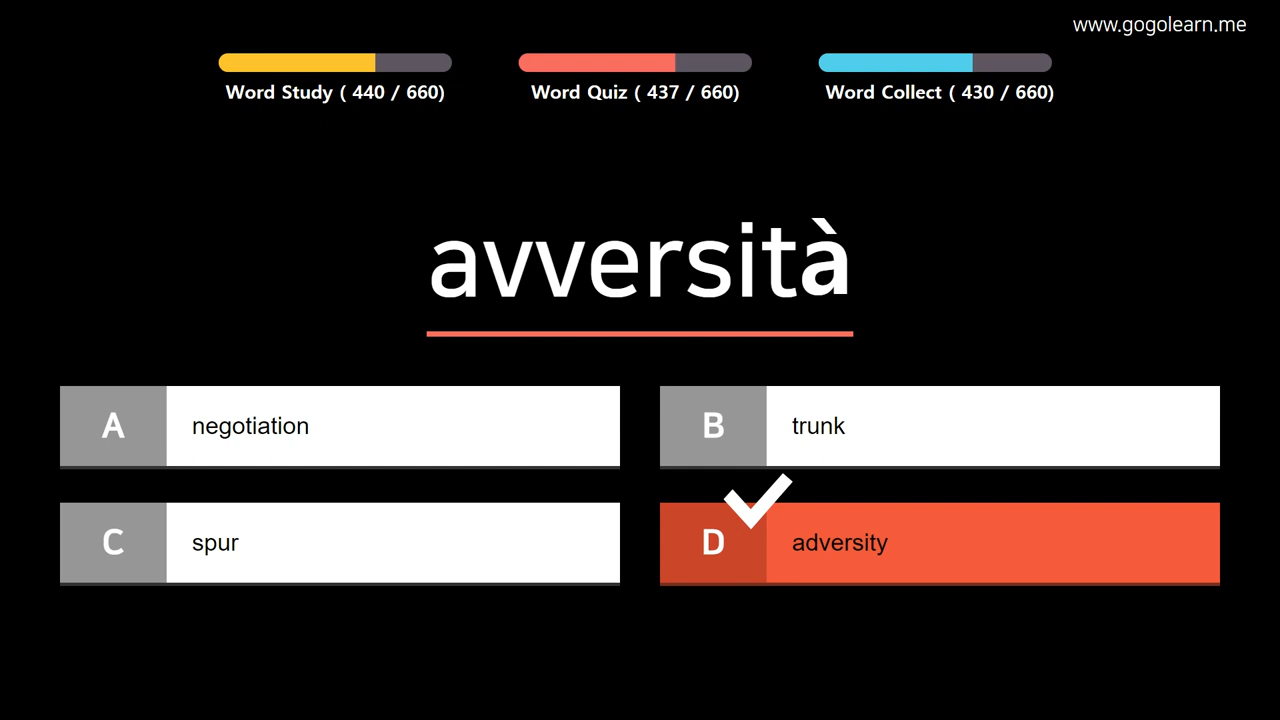 www.gogolearn.me
Word Study ( 440 / 660)
Word Quiz ( 437 / 660)
Word Collect ( 430 / 660)
avversità
A negotiation
B trunk
C spur
D adversity